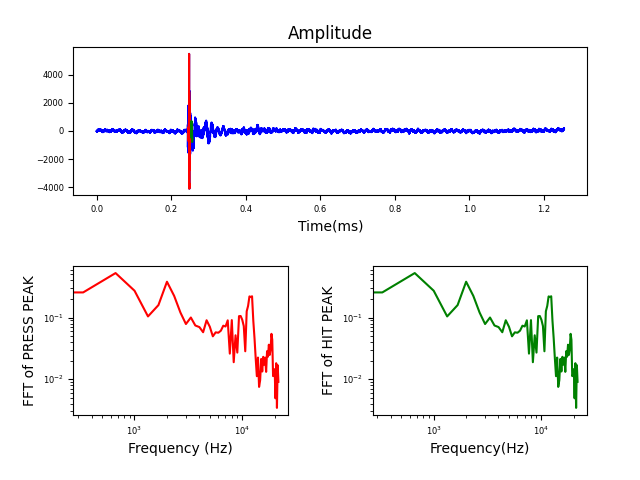 Amplitude
4000
2000
0
−2000
−4000
0.0 0.2 0.4 0.6 0.8 1.0 1.2
Time(ms)
FFT of PRESS PEAK
10⁻¹
10⁻²
10³ 10⁴
Frequency (Hz)
FFT of HIT PEAK
10⁻¹
10⁻²
10³ 10⁴
Frequency(Hz)